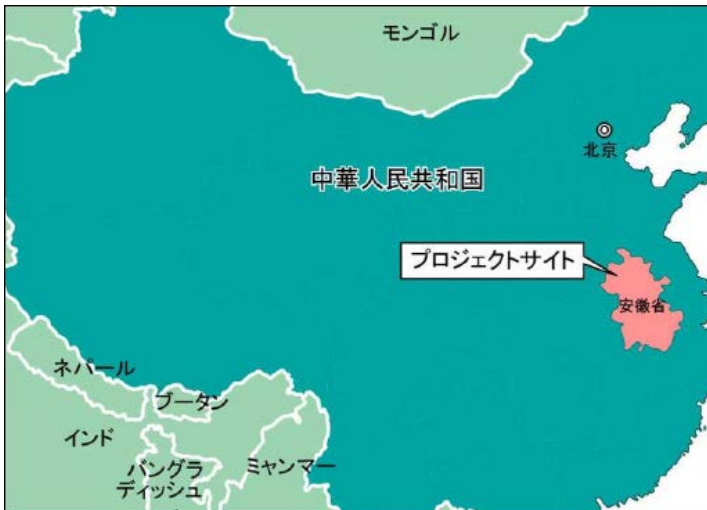 モンゴル
北京
中華人民共和国
プロジェクトサイト
安徽省
ネパール
ブータン
インド
バングラ
ディッシュ
ミャンマー